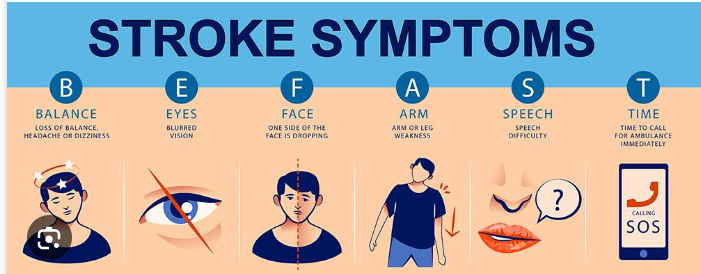 STROKE SYMPTOMS
B
BALANCE
LOSS OF BALANCE,
HEADACHE OR DIZZINESS
E
EYES
BLURRED
VISION
F
FACE
ONE SIDE OF THE
FACE IS DROPPING
A
ARM
ARM OR LEG
WEAKNESS
S
SPEECH
SPEECH
DIFFICULTY
?
T
TIME
TIME TO CALL
FOR AMBULANCE
IMMEDIATELY
CALLING
SOS